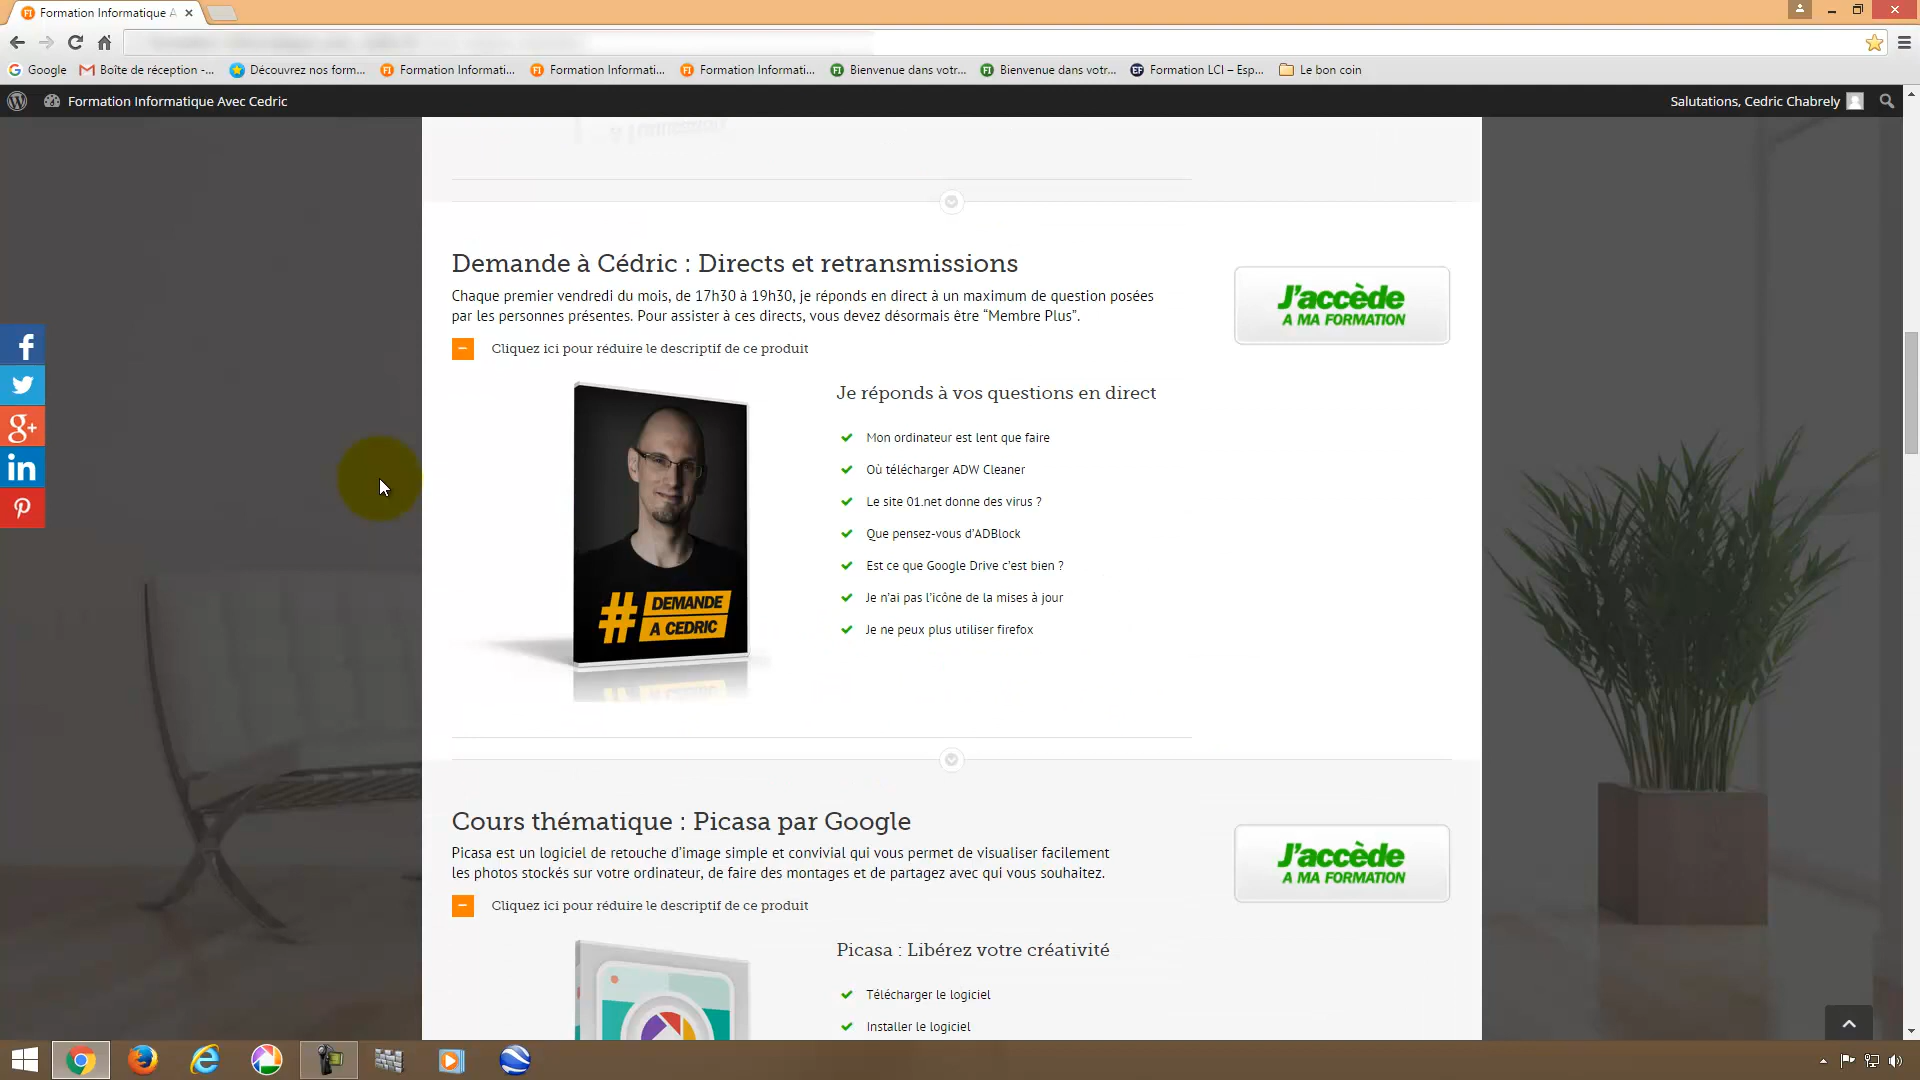 Formation Informatique A
Google
Boîte de réception -...
Découvrez nos form...
Formation Informati...
Formation Informati...
Formation Informati...
Bienvenue dans votr...
Bienvenue dans votr...
Formation LCI – Esp...
Le bon coin
Formation Informatique Avec Cedric
Salutations, Cedric Chabrely
Demande à Cédric : Directs et retransmissions
Chaque premier vendredi du mois, de 17h30 à 19h30, je réponds en direct à un maximum de question posées
par les personnes présentes. Pour assister à ces directs, vous devez désormais être “Membre Plus”.
J'accède
A MA FORMATION
Cliquez ici pour réduire le descriptif de ce produit
# DEMANDE
A CEDRIC
Je réponds à vos questions en direct
Mon ordinateur est lent que faire
Où télécharger ADW Cleaner
Le site 01.net donne des virus ?
Que pensez-vous d’ADBlock
Est ce que Google Drive c’est bien ?
Je n’ai pas l’icône de la mises à jour
Je ne peux plus utiliser firefox
Cours thématique : Picasa par Google
Picasa est un logiciel de retouche d’image simple et convivial qui vous permet de visualiser facilement
les photos stockés sur votre ordinateur, de faire des montages et de partagez avec qui vous souhaitez.
J'accède
A MA FORMATION
Cliquez ici pour réduire le descriptif de ce produit
Picasa : Libérez votre créativité
Télécharger le logiciel
Installer le logiciel